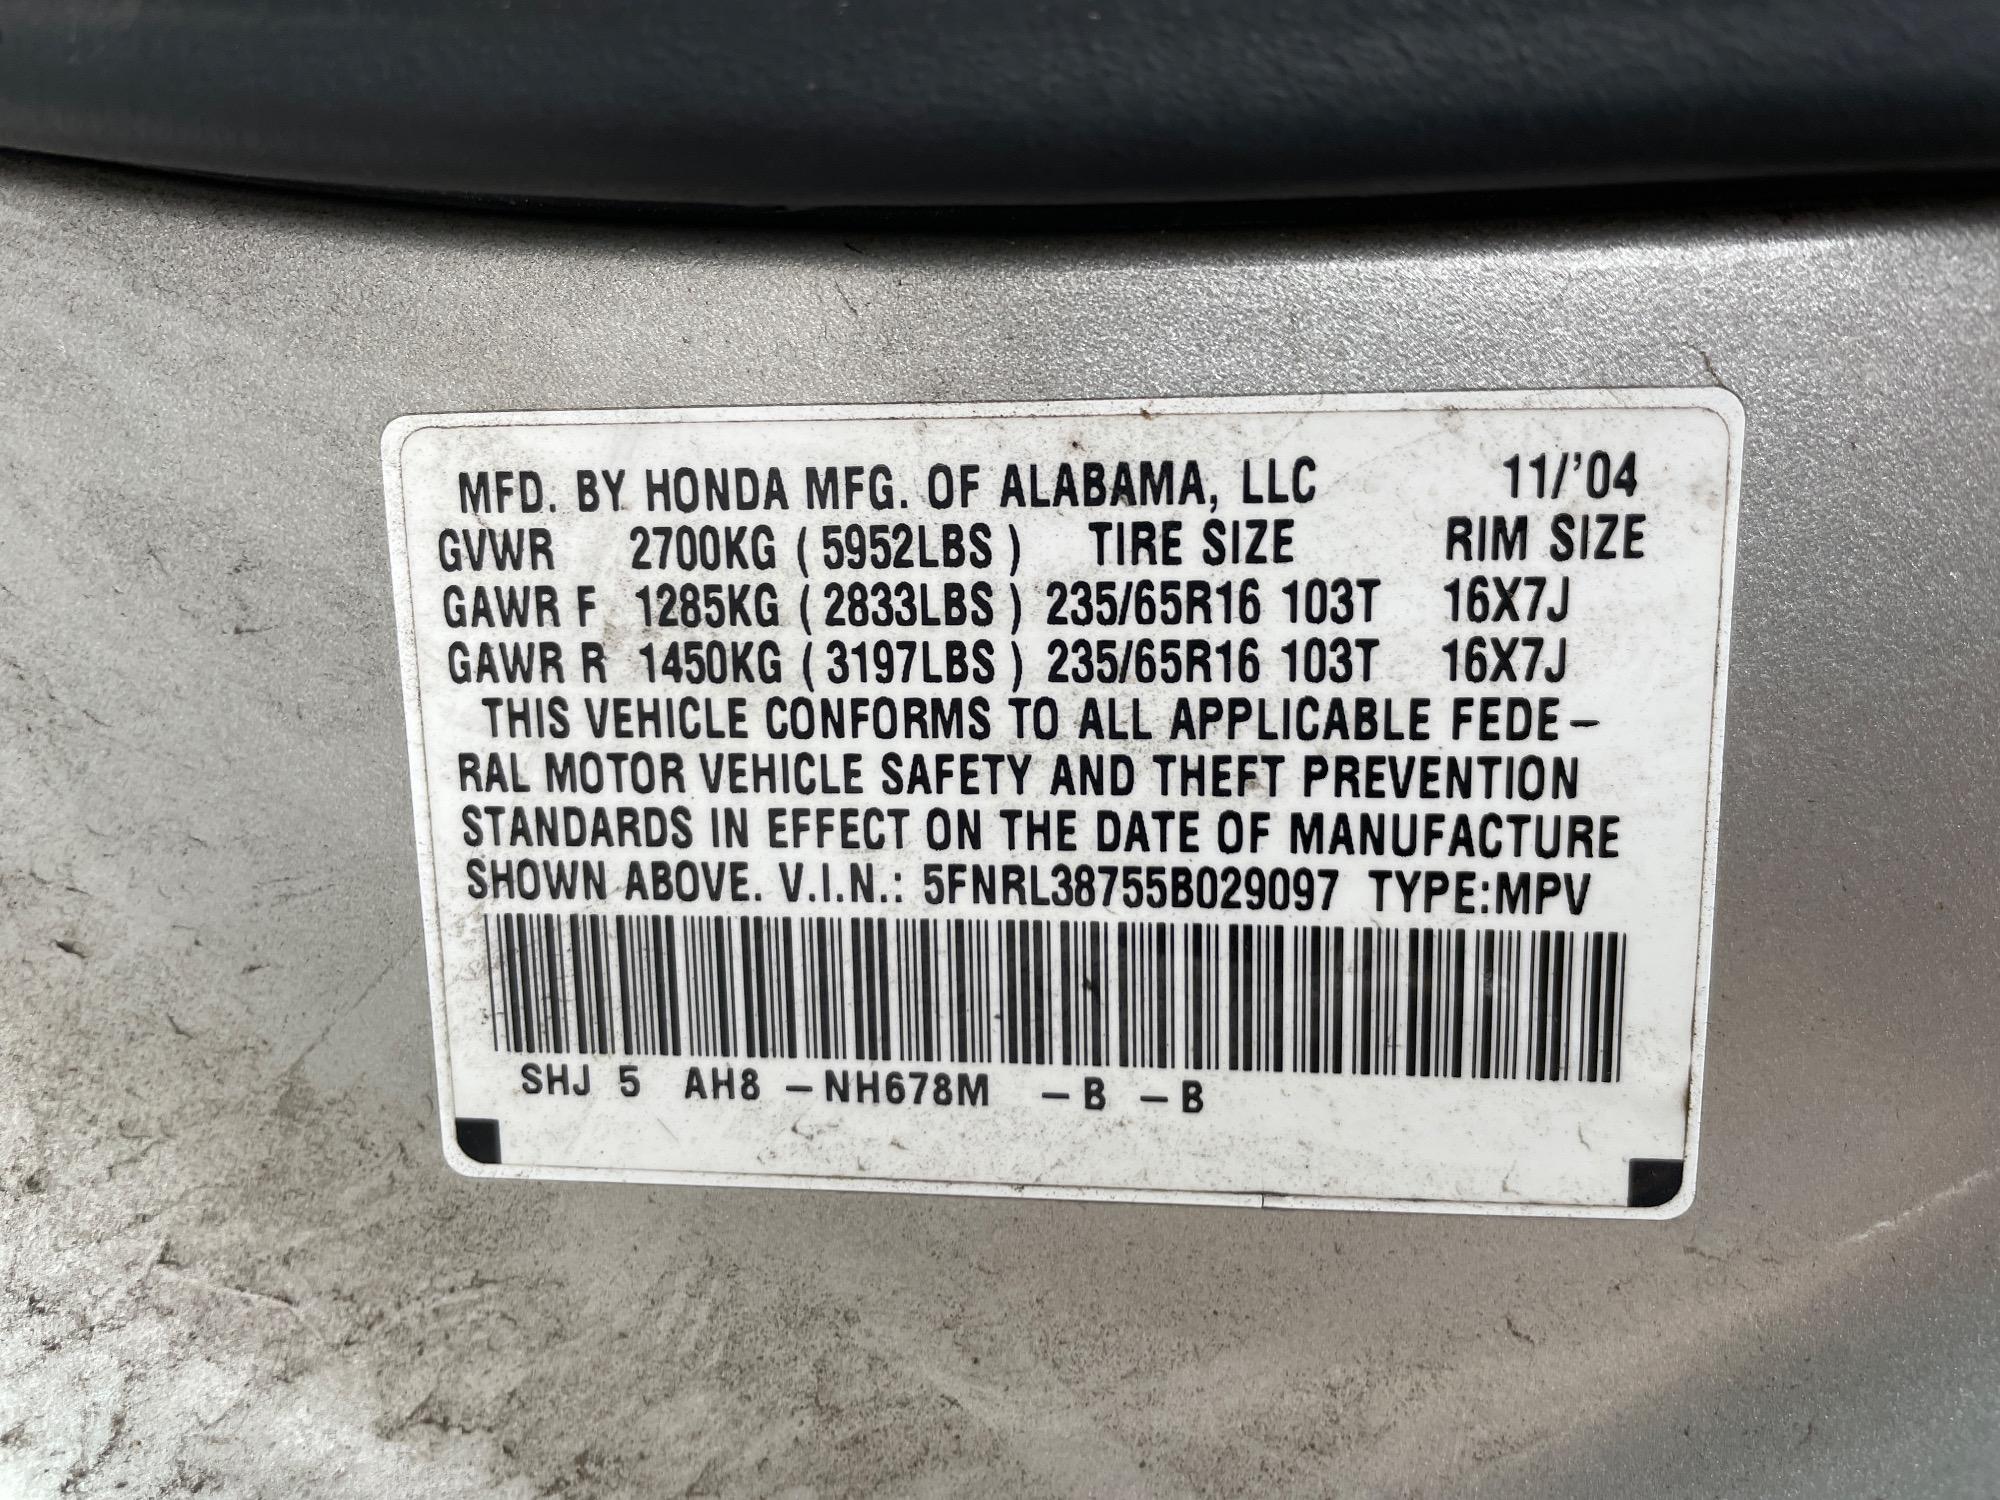 MFD. BY HONDA MFG. OF ALABAMA, LLC 11/'04
GVWR 2700KG ( 5952LBS ) TIRE SIZE RIM SIZE
GAWR F 1285KG ( 2833LBS ) 235/65R16 103T 16X7J
GAWR R 1450KG ( 3197LBS ) 235/65R16 103T 16X7J
THIS VEHICLE CONFORMS TO ALL APPLICABLE FEDE-
RAL MOTOR VEHICLE SAFETY AND THEFT PREVENTION
STANDARDS IN EFFECT ON THE DATE OF MANUFACTURE
SHOWN ABOVE. V.I.N.: 5FNRL38755B029097 TYPE:MPV
SHJ 5 AH8 -NH678M -B -B